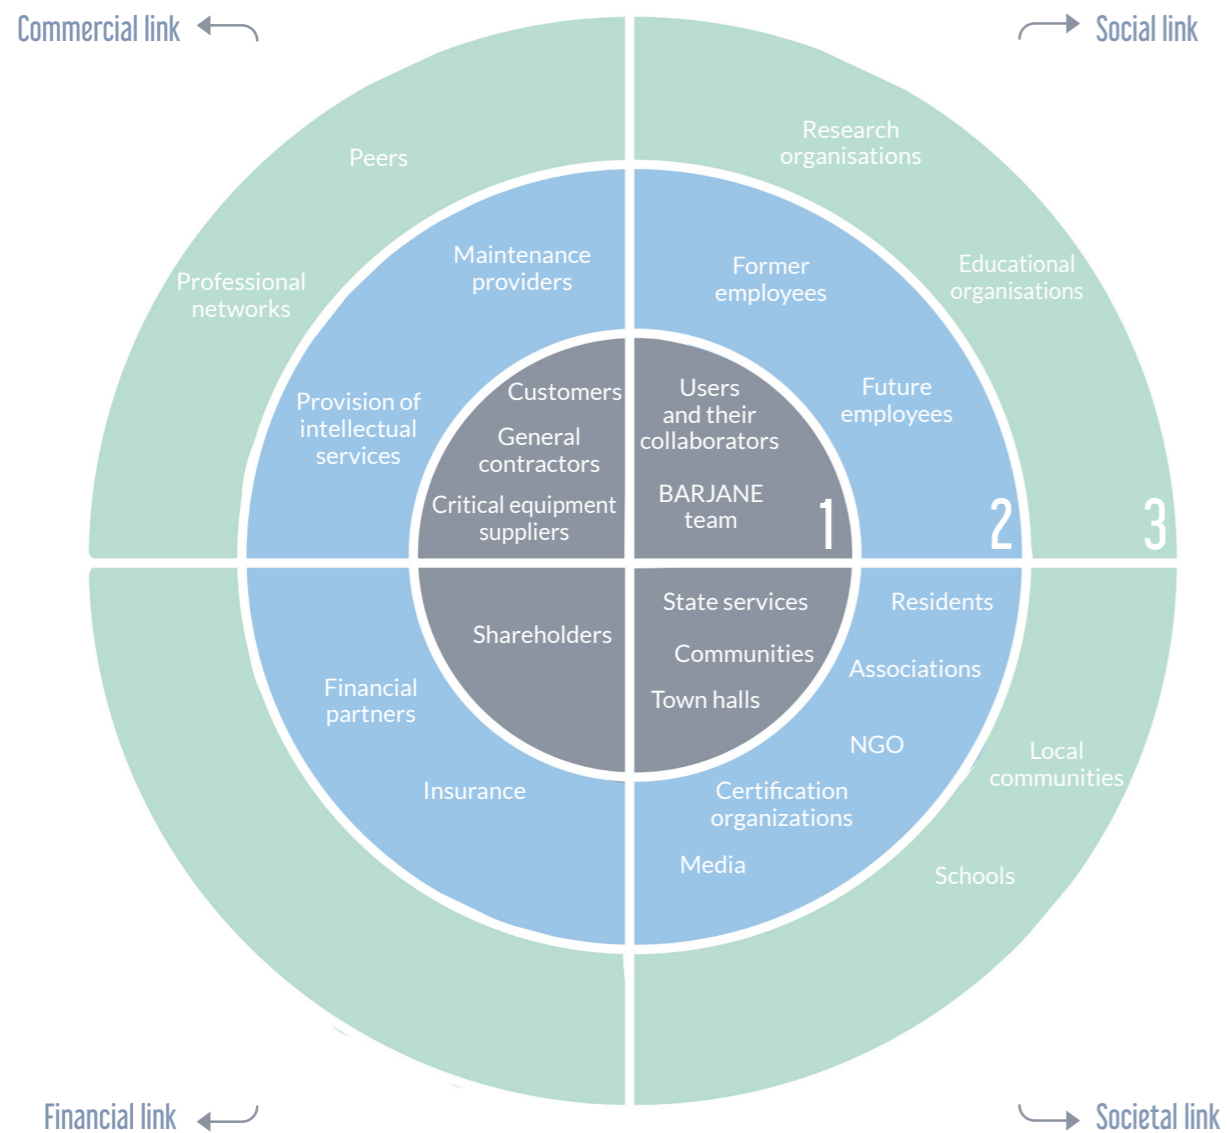 Commercial link
Social link
Peers
Professional
networks
Maintenance
providers
Provision of
intellectual
services
Customers
General
contractors
Critical equipment
suppliers
Research
organisations
Educational
organisations
Former
employees
Future
employees
Users
and their
collaborators
BARJANE
team
1
2
3
Shareholders
Financial
partners
Insurance
State services
Communities
Town halls
Residents
Associations
NGO
Certification
organizations
Media
Local
communities
Schools
Financial link
Societal link